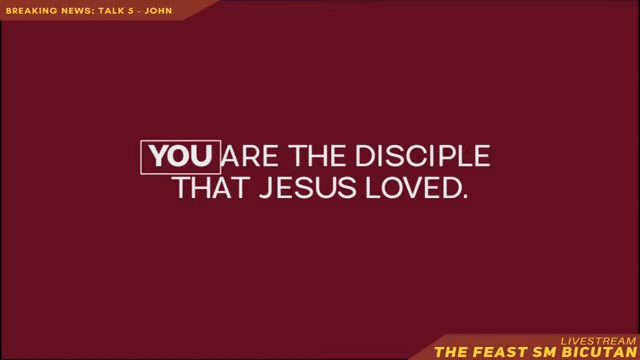 BREAKING NEWS: TALK 5 - JOHN
YOU ARE THE DISCIPLE
THAT JESUS LOVED.
LIVESTREAM
THE FEAST SM BICUTAN